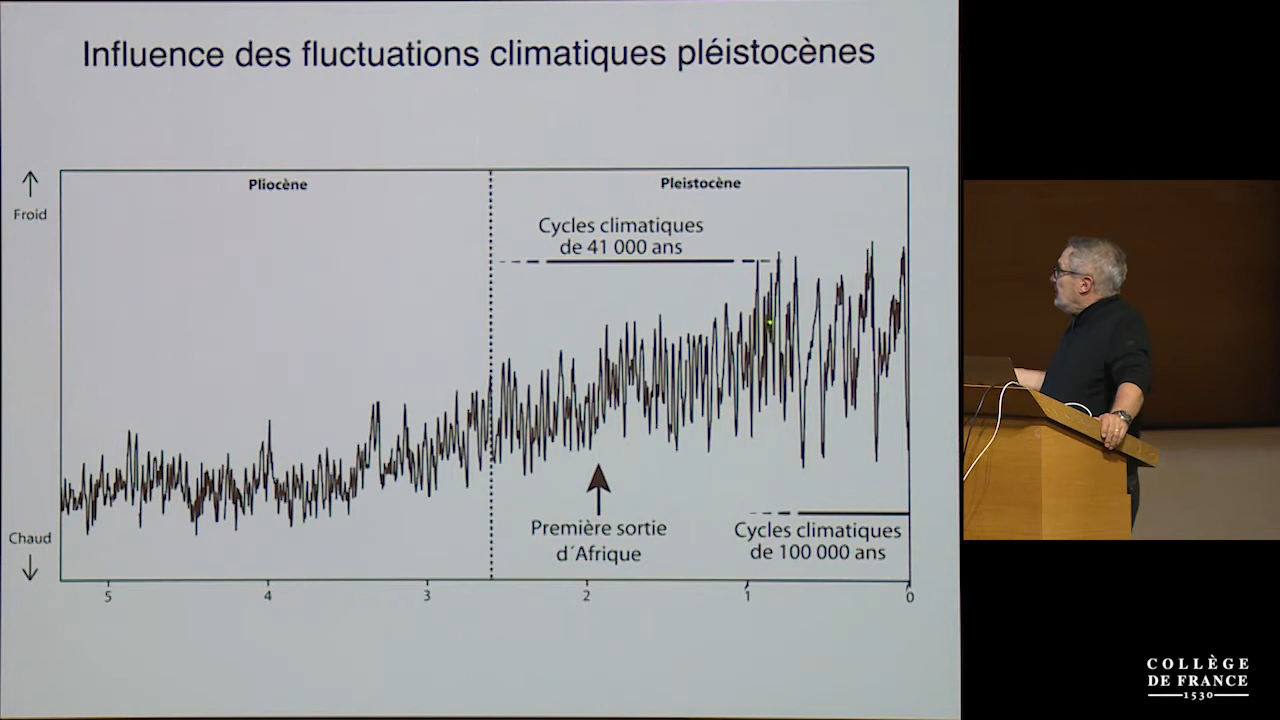 Influence des fluctuations climatiques pléistocènes
Pliocène
Pleistocène
Froid
Cycles climatiques
de 41 000 ans
Première sortie
d´Afrique
Cycles climatiques
de 100 000 ans
Chaud
5
4
3
2
1
0
COLLÈGE
DE FRANCE
1530